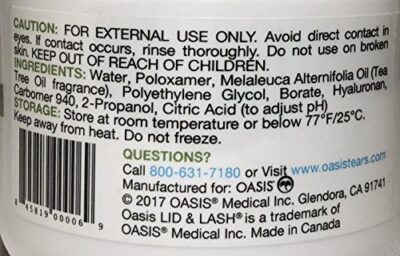 CAUTION: FOR EXTERNAL USE ONLY. Avoid direct contact in
eyes. If contact occurs, rinse thoroughly. Do not use on broken
skin. KEEP OUT OF REACH OF CHILDREN.
INGREDIENTS: Water, Poloxamer, Melaleuca Alternifolia Oil (Tea
Tree Oil fragrance), Polyethylene Glycol, Borate, Hyaluronan,
Carbomer 940, 2-Propanol, Citric Acid (to adjust pH)
STORAGE: Store at room temperature or below 77°F/25°C.
Keep away from heat. Do not freeze.
QUESTIONS?
Call 800-631-7180 or Visit www.oasistears.com
Manufactured for: OASIS®
© 2017 OASIS® Medical Inc. Glendora, CA 91741
Oasis LID & LASH® is a trademark of
OASIS® Medical Inc. Made in Canada
8 45819 00006 9